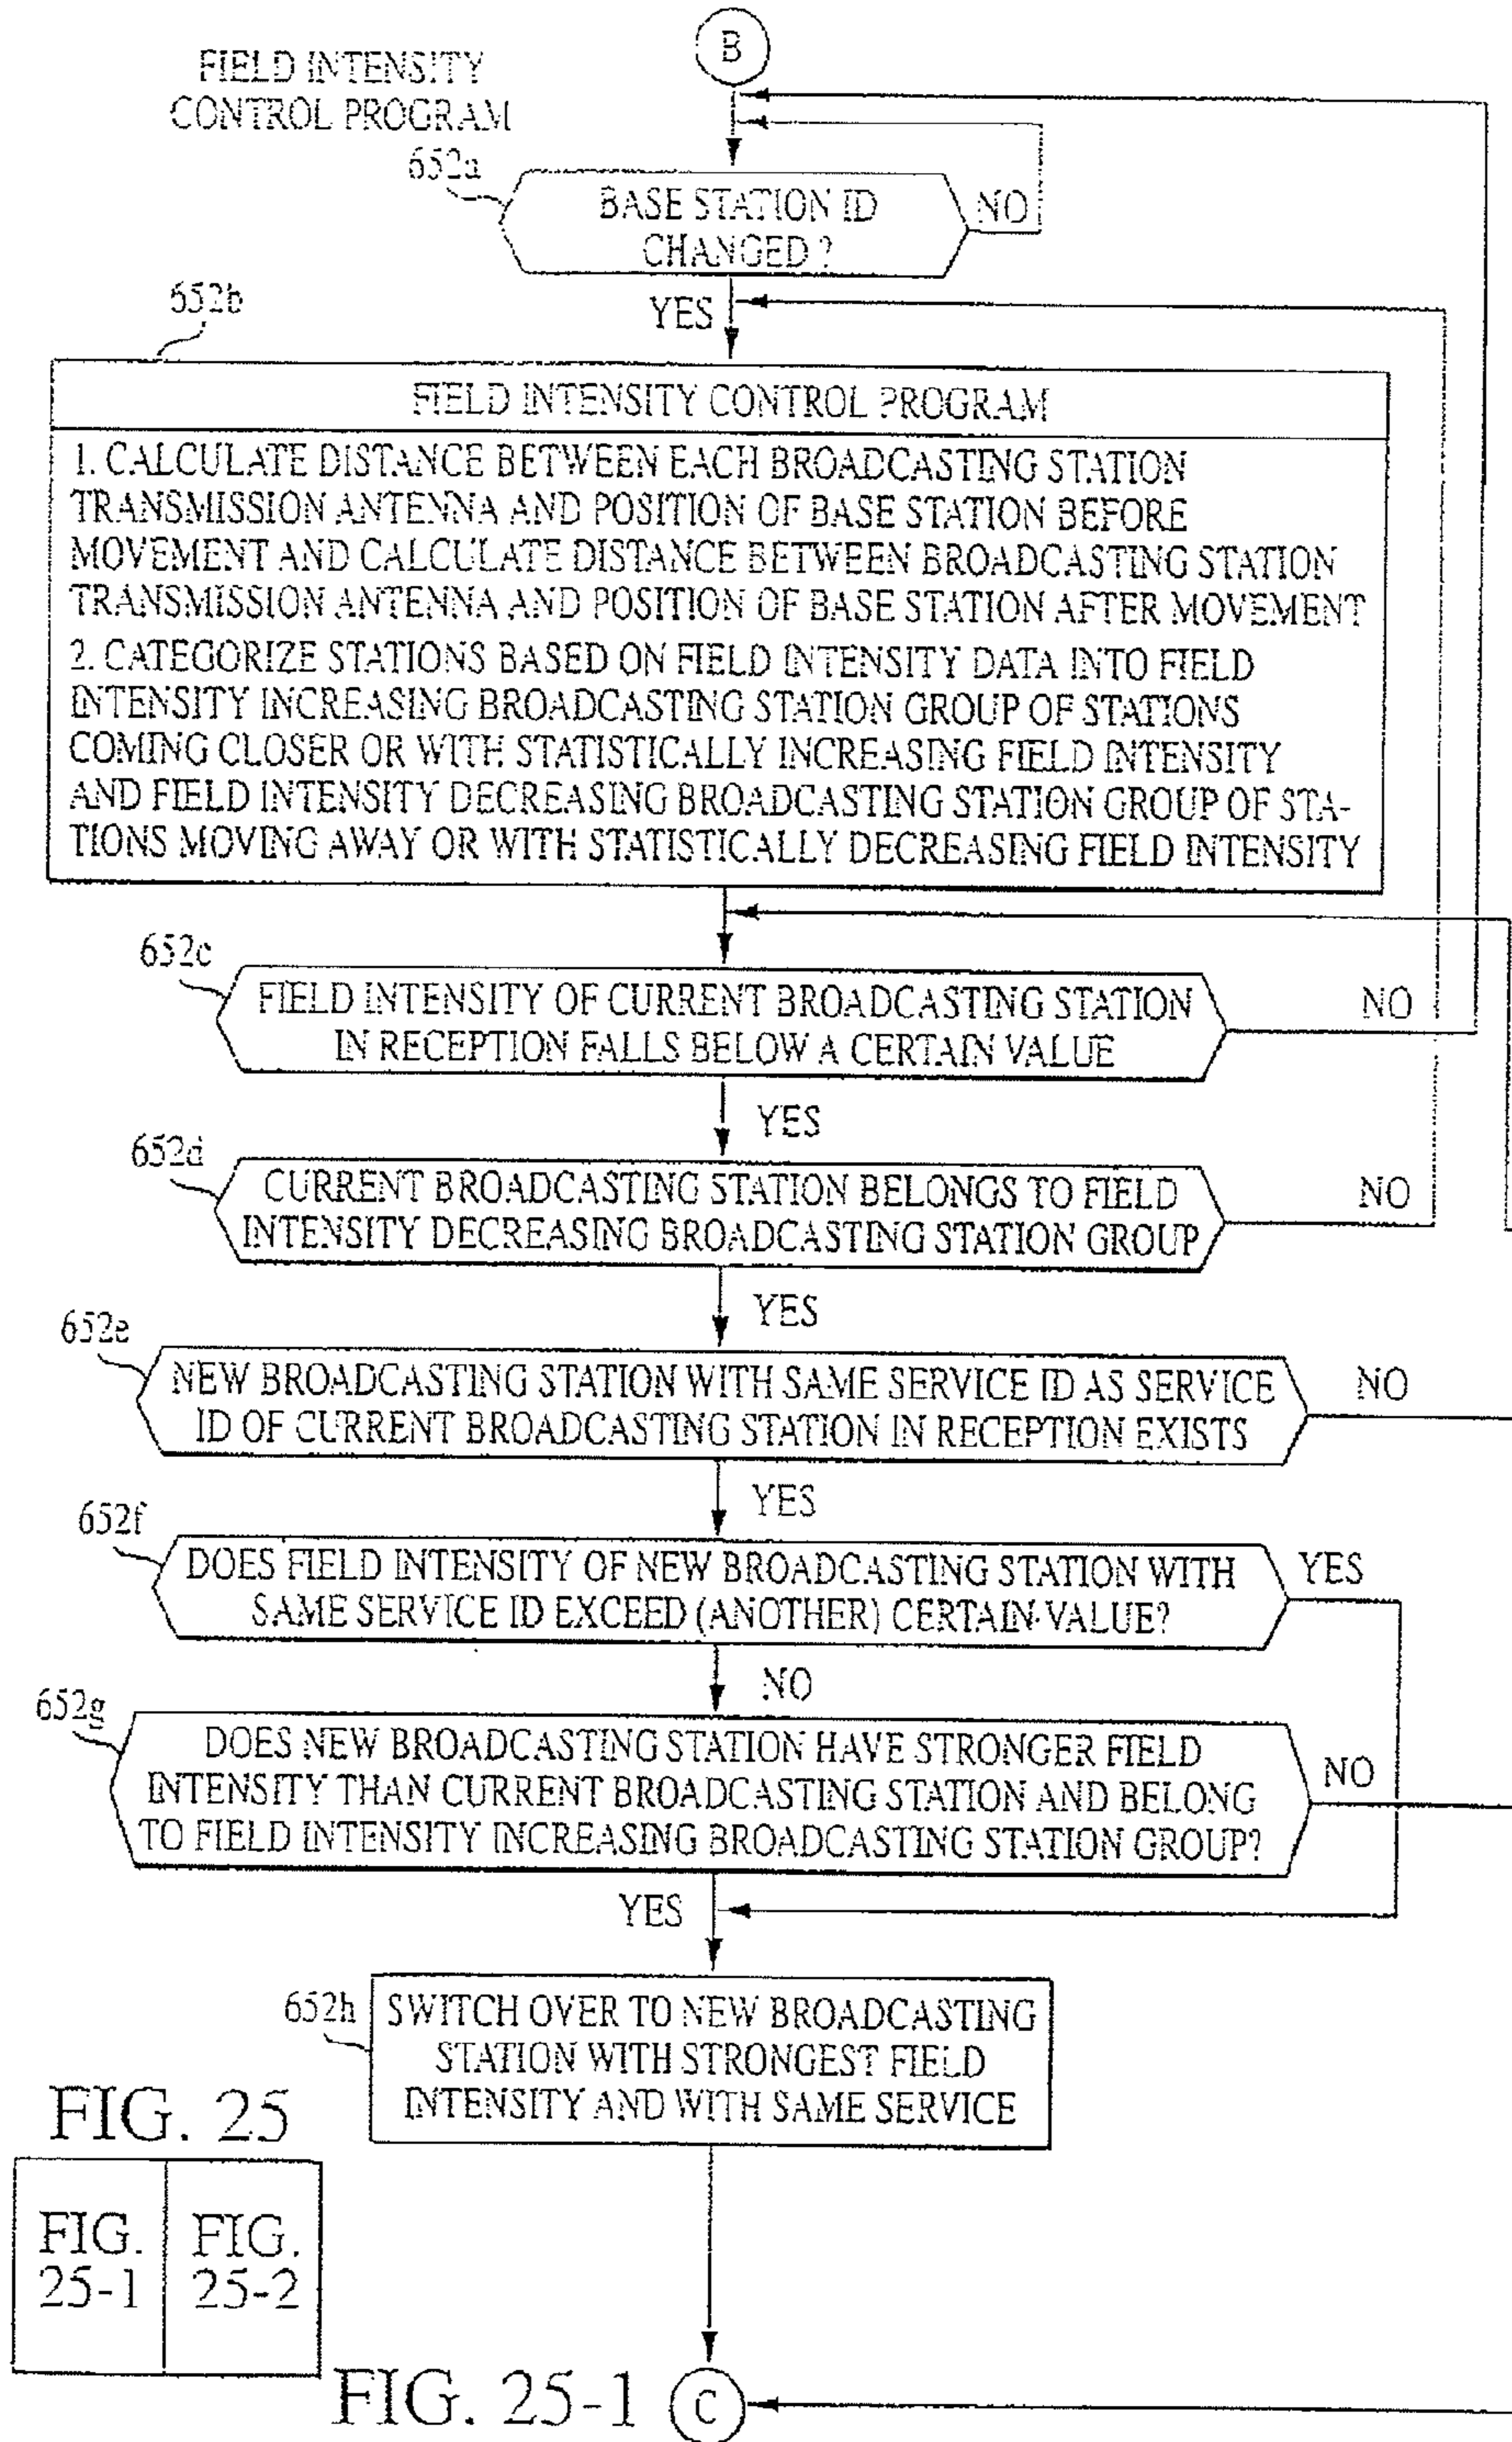 B
FIELD INTENSITY
CONTROL PROGRAM
652a
BASE STATION ID
CHANGED ?
NO
652b
YES
FIELD INTENSITY CONTROL PROGRAM
1. CALCULATE DISTANCE BETWEEN EACH BROADCASTING STATION
TRANSMISSION ANTENNA AND POSITION OF BASE STATION BEFORE
MOVEMENT AND CALCULATE DISTANCE BETWEEN BROADCASTING STATION
TRANSMISSION ANTENNA AND POSITION OF BASE STATION AFTER MOVEMENT
2. CATEGORIZE STATIONS BASED ON FIELD INTENSITY DATA INTO FIELD
INTENSITY INCREASING BROADCASTING STATION GROUP OF STATIONS
COMING CLOSER OR WITH STATISTICALLY INCREASING FIELD INTENSITY
AND FIELD INTENSITY DECREASING BROADCASTING STATION GROUP OF STA-
TIONS MOVING AWAY OR WITH STATISTICALLY DECREASING FIELD INTENSITY
652c
FIELD INTENSITY OF CURRENT BROADCASTING STATION
IN RECEPTION FALLS BELOW A CERTAIN VALUE
NO
YES
652d
CURRENT BROADCASTING STATION BELONGS TO FIELD
INTENSITY DECREASING BROADCASTING STATION GROUP
NO
YES
652e
NEW BROADCASTING STATION WITH SAME SERVICE ID AS SERVICE
ID OF CURRENT BROADCASTING STATION IN RECEPTION EXISTS
NO
YES
652f
DOES FIELD INTENSITY OF NEW BROADCASTING STATION WITH
SAME SERVICE ID EXCEED (ANOTHER) CERTAIN VALUE?
YES
NO
652g
DOES NEW BROADCASTING STATION HAVE STRONGER FIELD
INTENSITY THAN CURRENT BROADCASTING STATION AND BELONG
TO FIELD INTENSITY INCREASING BROADCASTING STATION GROUP?
NO
YES
652h
SWITCH OVER TO NEW BROADCASTING
STATION WITH STRONGEST FIELD
INTENSITY AND WITH SAME SERVICE
FIG. 25
FIG.
25-1
FIG.
25-2
FIG. 25-1
C